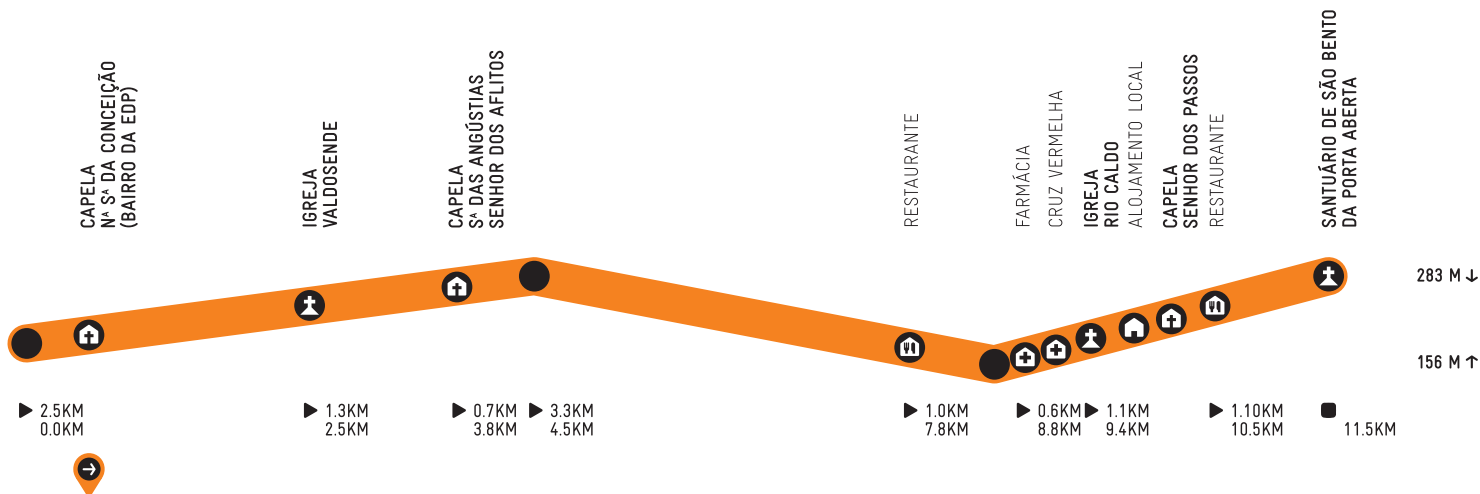 CAPELA
Nª Sª DA CONCEIÇÃO
(BAIRRO DA EDP)
IGREJA
VALDOSENDE
CAPELA
Sª DAS ANGÚSTIAS
SENHOR DOS AFLITOS
RESTAURANTE
FARMÁCIA
CRUZ VERMELHA
IGREJA
RIO CALDO
ALOJAMENTO LOCAL
CAPELA
SENHOR DOS PASSOS
RESTAURANTE
SANTUÁRIO DE SÃO BENTO
DA PORTA ABERTA
283 M ↓
156 M ↑
2.5KM
0.0KM
1.3KM
2.5KM
0.7KM
3.8KM
3.3KM
4.5KM
1.0KM
7.8KM
0.6KM
8.8KM
1.1KM
9.4KM
1.10KM
10.5KM
11.5KM